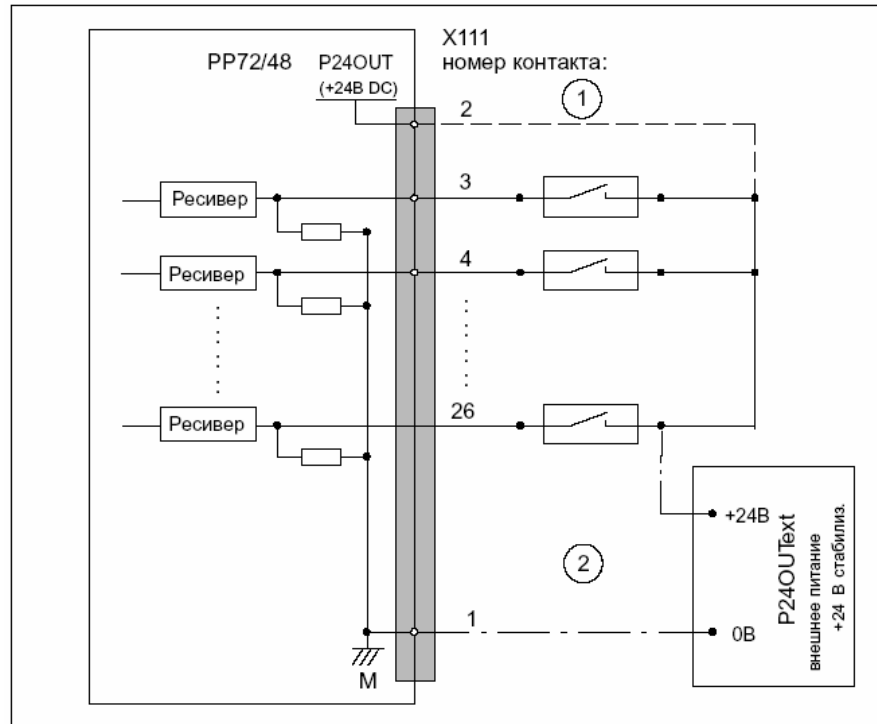 X111
номер контакта:
PP72/48 P24OUT
(+24В DC)
1
2
3
Ресивер
4
Ресивер
26
Ресивер
+24В
P24OUText
внешнее питание
+24 В стабилиз.
2
1
0В
M